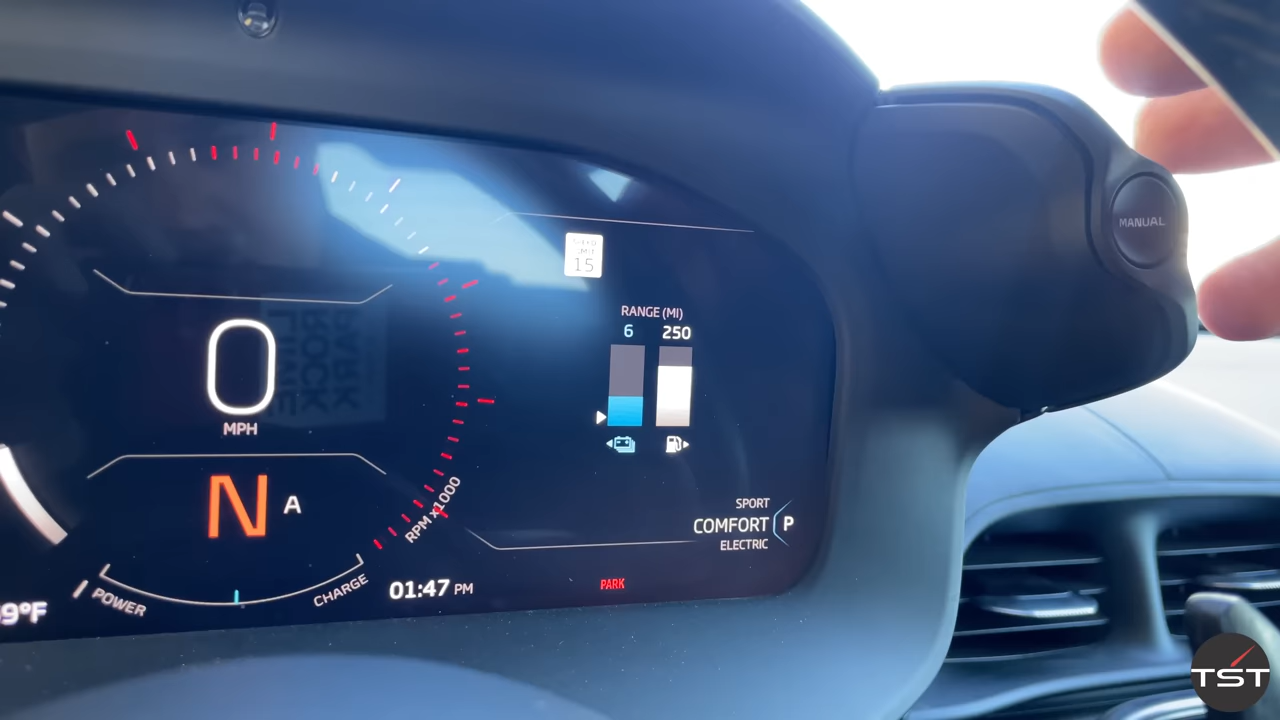 MANUAL
LIMIT
15
RANGE (MI)
6 250
0
MPH
N A
RPM x1000
SPORT
COMFORT P
ELECTRIC
POWER
CHARGE
01:47 PM
PARK
9°F
TST